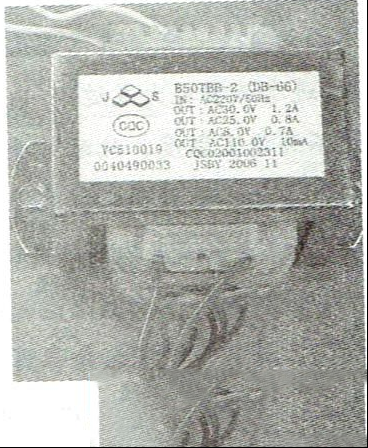 J S
CQC
YC810019
0040490033
B50TBB-2 (DB-66)
IN: AC220V/50Hz
OUT: AC30.0V 1.2A
OUT: AC25.0V 0.8A
OUT: AC8.0V 0.7A
OUT: AC110.0V 10mA
CQC02001002311
JSBY 2006 11